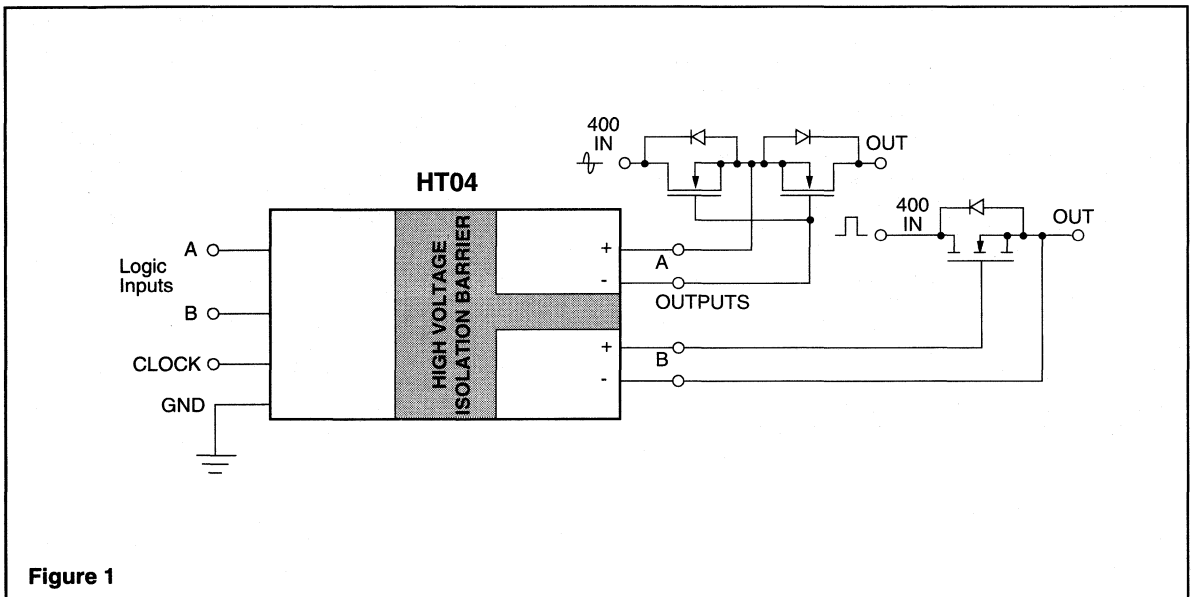 400
IN
OUT
HT04
400
IN
OUT
A
Logic
Inputs
B
CLOCK
GND
HIGH VOLTAGE
ISOLATION BARRIER
+
-
A
OUTPUTS
+
-
B
Figure 1